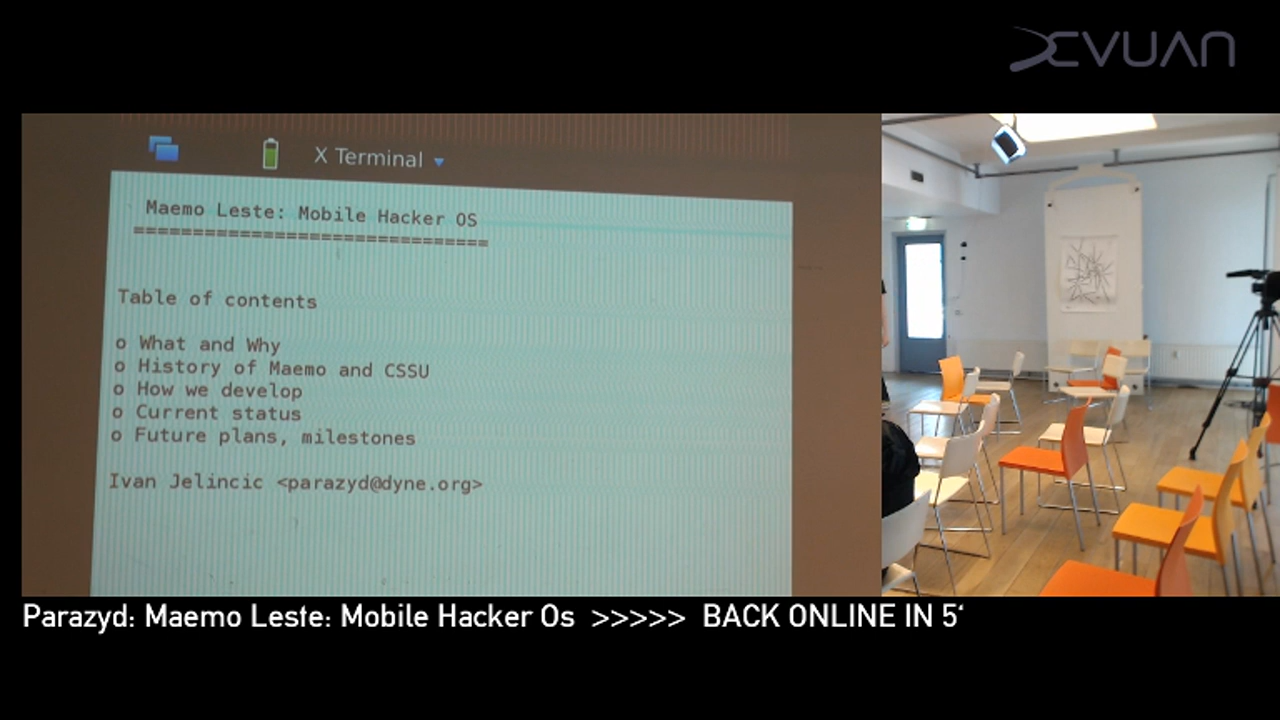 DEVUAN
X Terminal
Maemo Leste: Mobile Hacker OS
==============================
Table of contents
o What and Why
o History of Maemo and CSSU
o How we develop
o Current status
o Future plans, milestones
Ivan Jelincic <parazyd@dyne.org>
Parazyd: Maemo Leste: Mobile Hacker Os >>>>> BACK ONLINE IN 5‘